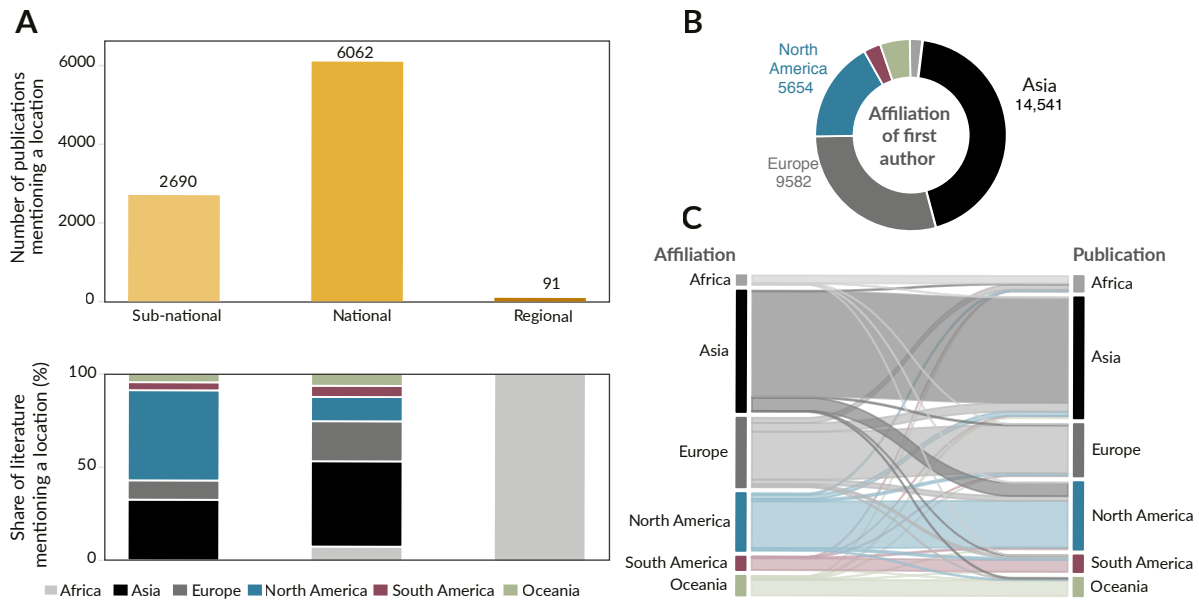 A
Number of publications
mentioning a location
6000
4000
2000
0
2690
6062
91
Sub-national
National
Regional
Share of literature
mentioning a location (%)
100
50
0
Africa
Asia
Europe
North America
South America
Oceania
B
North
America
5654
Europe
9582
Asia
14,541
Affiliation
of first
author
C
Affiliation
Publication
Africa
Asia
Europe
North America
South America
Oceania
Africa
Asia
Europe
North America
South America
Oceania